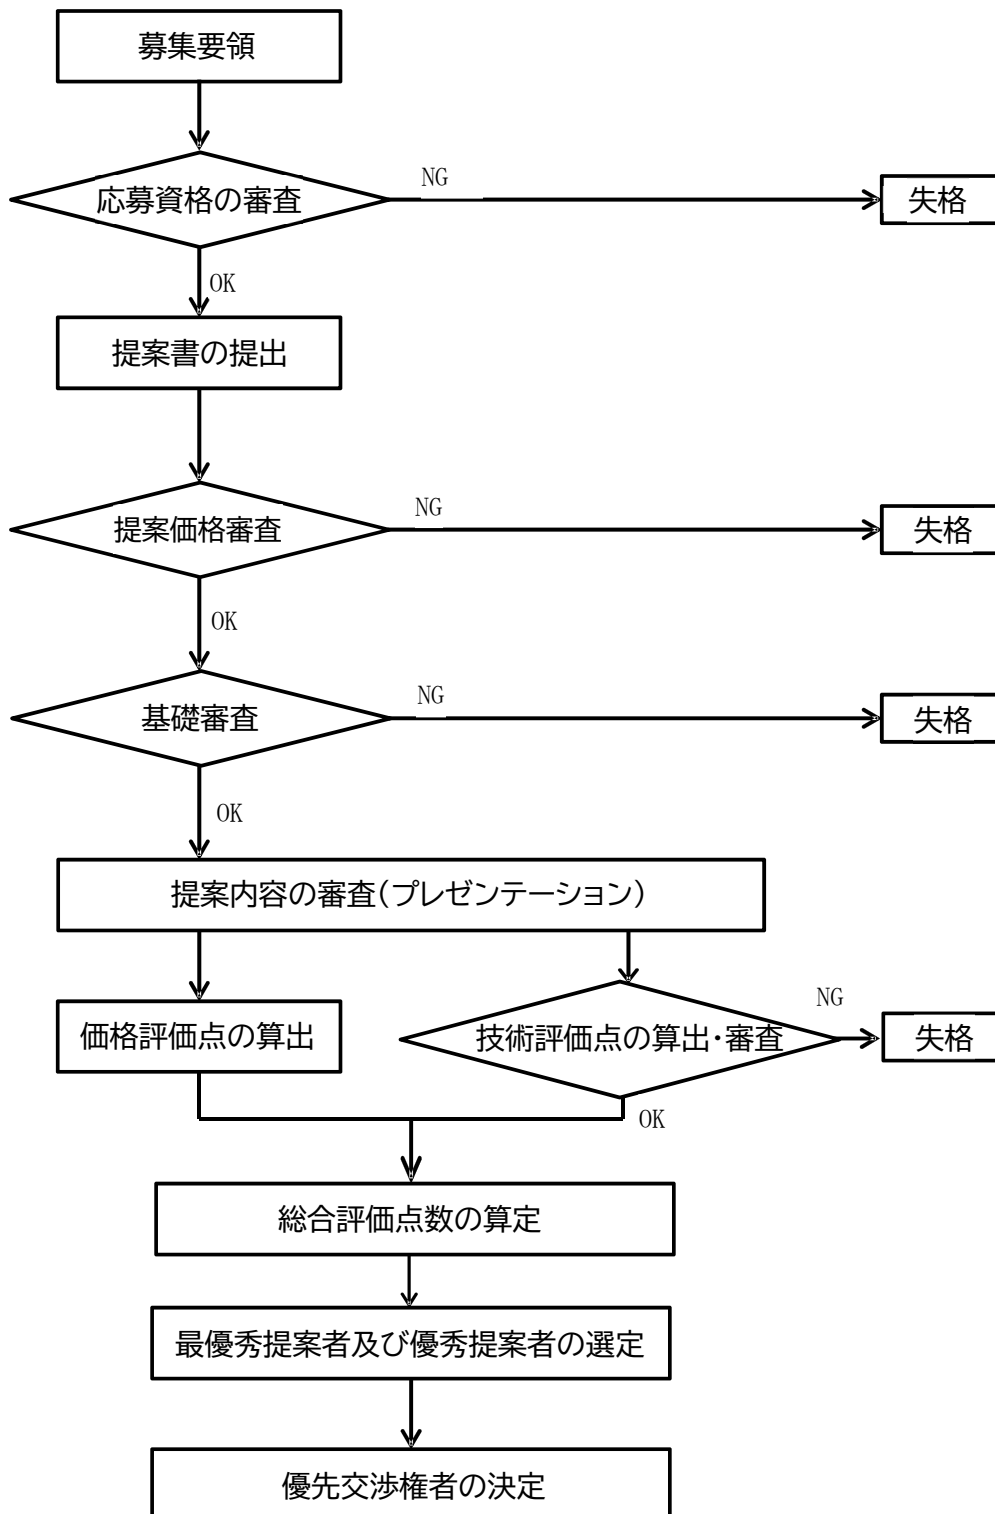 募集要領
応募資格の審査
NG
失格
OK
提案書の提出
提案価格審査
NG
失格
OK
基礎審査
NG
失格
OK
提案内容の審査(プレゼンテーション)
価格評価点の算出
技術評価点の算出・審査
NG
失格
OK
総合評価点数の算定
最優秀提案者及び優秀提案者の選定
優先交渉権者の決定